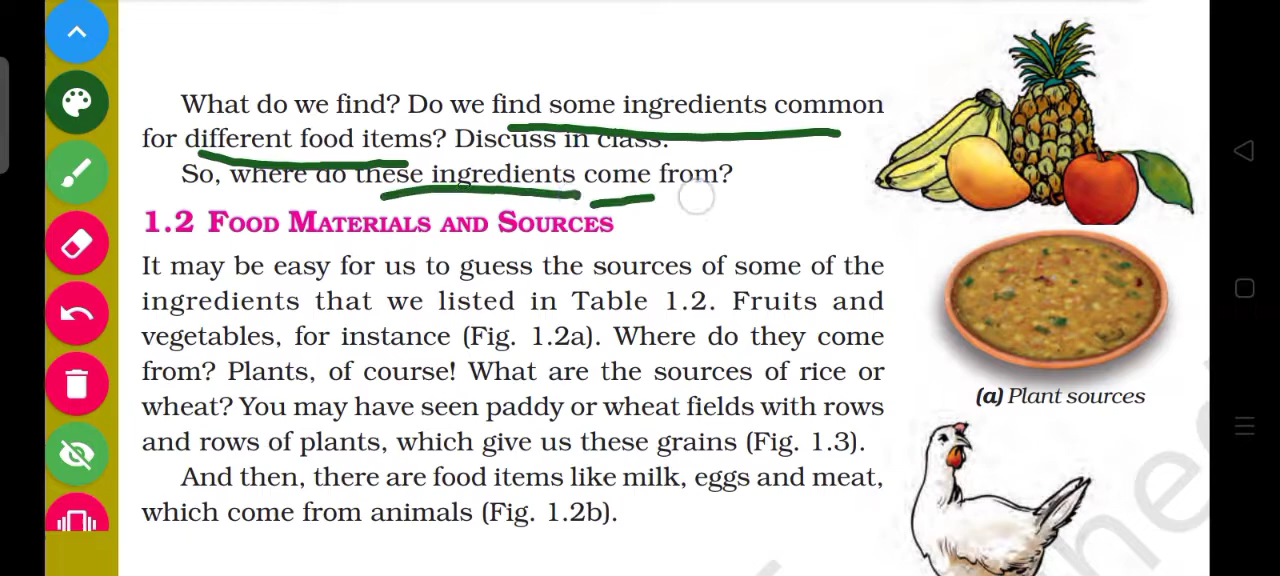 What do we find? Do we find some ingredients common
for different food items? Discuss in class.
So, where do these ingredients come from?
1.2 FOOD MATERIALS AND SOURCES
It may be easy for us to guess the sources of some of the
ingredients that we listed in Table 1.2. Fruits and
vegetables, for instance (Fig. 1.2a). Where do they come
from? Plants, of course! What are the sources of rice or
wheat? You may have seen paddy or wheat fields with rows
and rows of plants, which give us these grains (Fig. 1.3).
And then, there are food items like milk, eggs and meat,
which come from animals (Fig. 1.2b).
(a) Plant sources